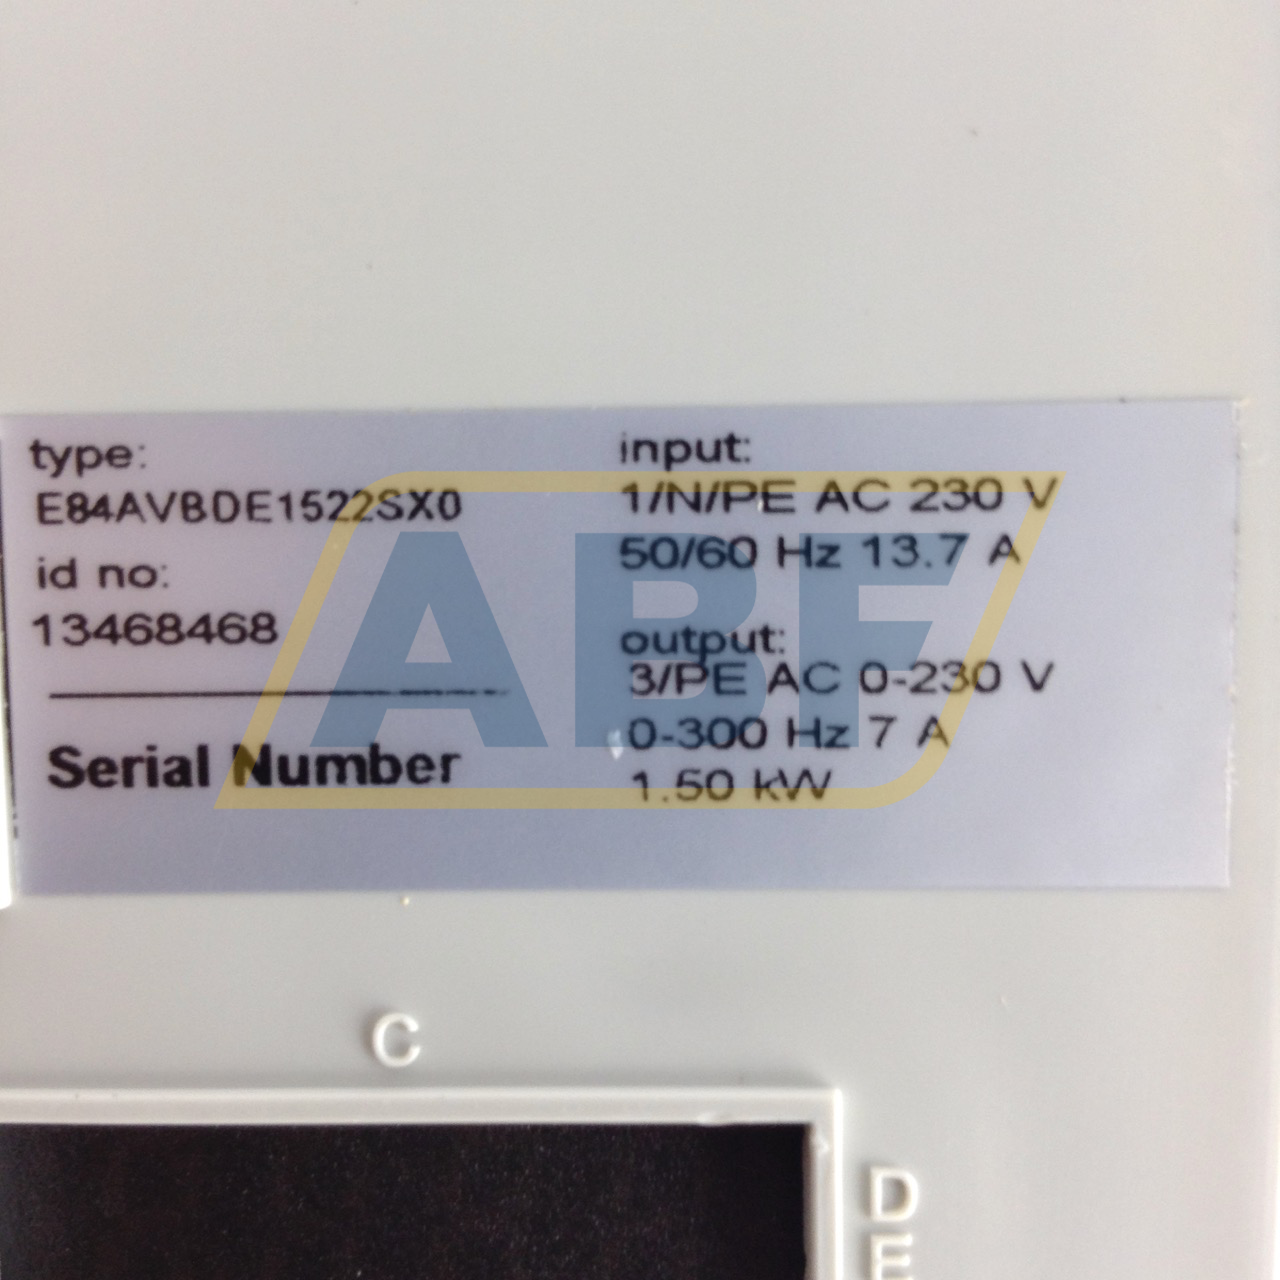 type:
E84AVBDE1522SX0
id no:
13468468
Serial Number
input:
1/N/PE AC 230 V
50/60 Hz 13.7 A
output:
3/PE AC 0-230 V
0-300 Hz 7 A
1.50 kW
ABF
C
D
E